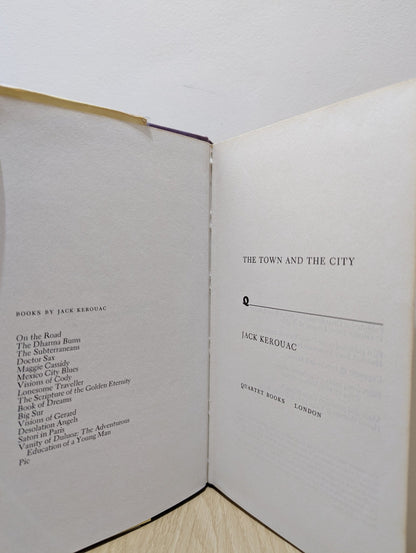 BOOKS BY JACK KEROUAC
On the Road
The Dharma Bums
The Subterraneans
Doctor Sax
Maggie Cassidy
Mexico City Blues
Visions of Cody
Lonesome Traveller
The Scripture of the Golden Eternity
Book of Dreams
Big Sur
Visions of Gerard
Desolation Angels
Satori in Paris
Vanity of Duluoz: The Adventurous
Education of a Young Man
Pic
THE TOWN AND THE CITY
Q
JACK KEROUAC
QUARTET BOOKS LONDON